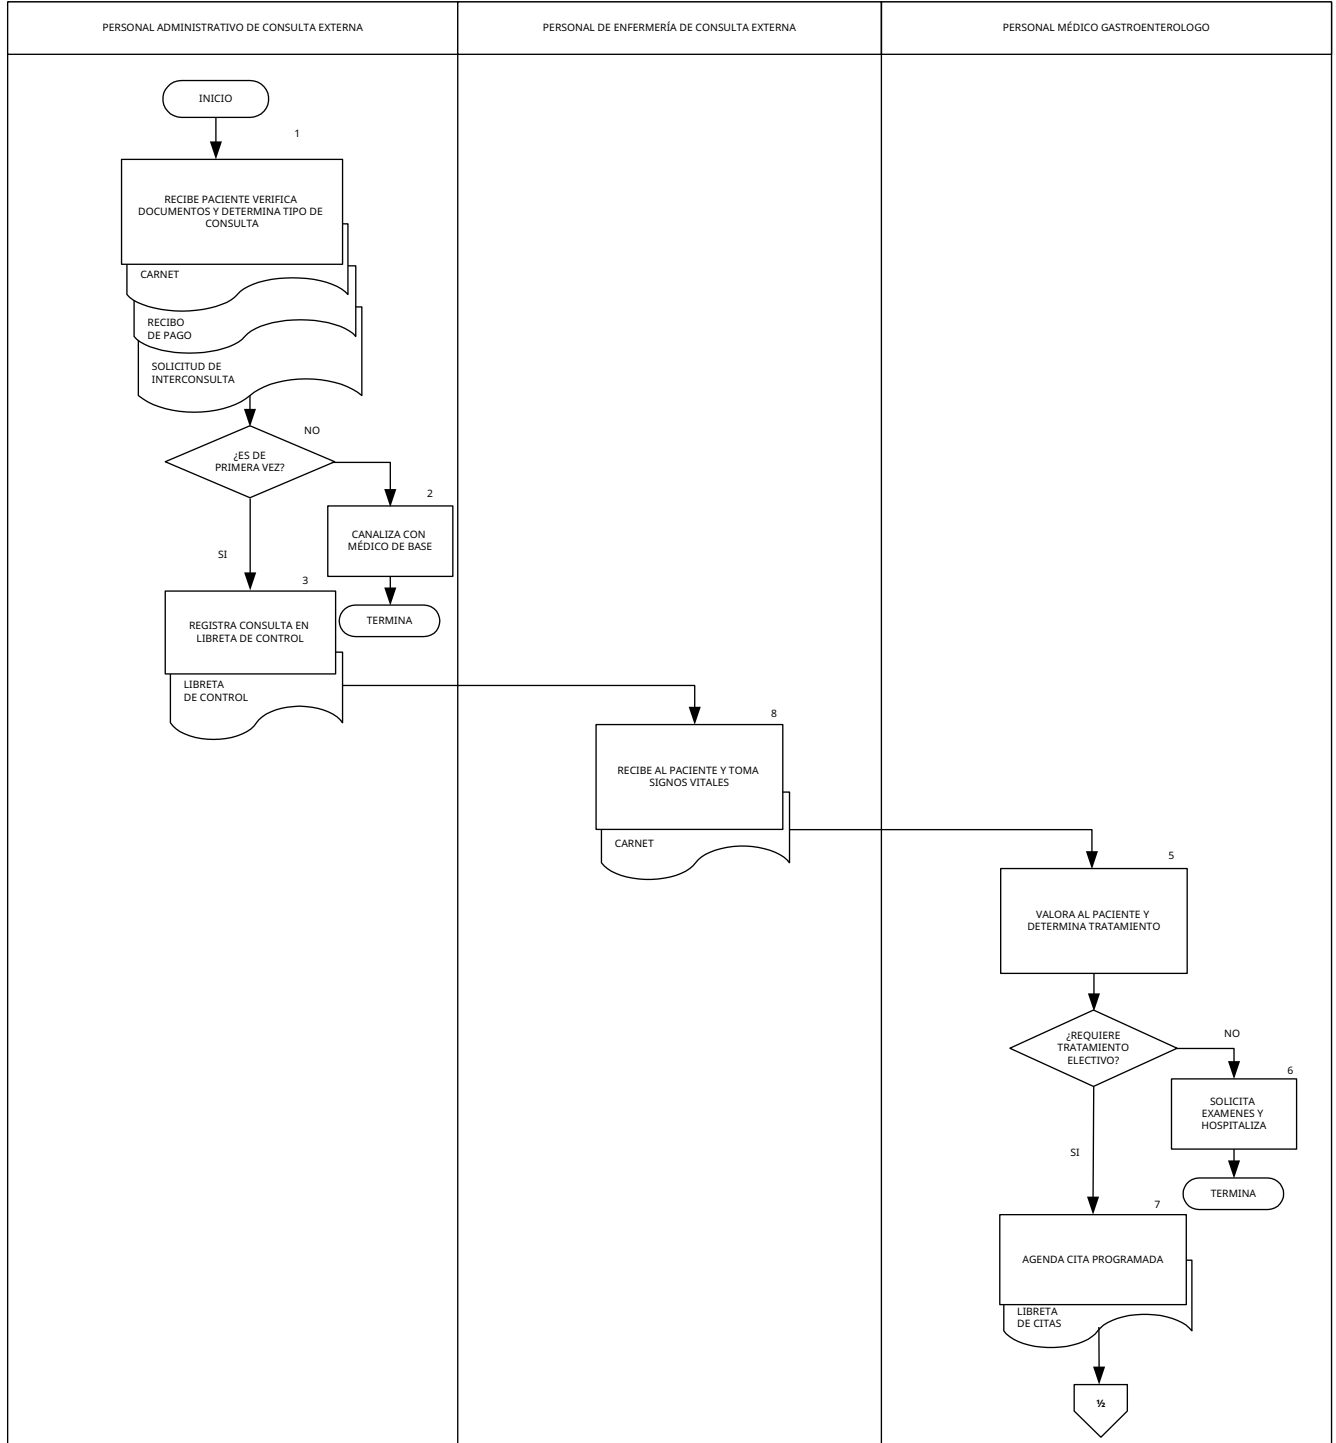 PERSONAL ADMINISTRATIVO DE CONSULTA EXTERNA
PERSONAL DE ENFERMERÍA DE CONSULTA EXTERNA
PERSONAL MÉDICO GASTROENTEROLOGO
INICIO
1
RECIBE PACIENTE VERIFICA
DOCUMENTOS Y DETERMINA TIPO DE
CONSULTA
CARNET
RECIBO
DE PAGO
SOLICITUD DE
INTERCONSULTA
NO
¿ES DE
PRIMERA VEZ?
2
CANALIZA CON
MÉDICO DE BASE
TERMINA
SI
3
REGISTRA CONSULTA EN
LIBRETA DE CONTROL
LIBRETA
DE CONTROL
8
RECIBE AL PACIENTE Y TOMA
SIGNOS VITALES
CARNET
5
VALORA AL PACIENTE Y
DETERMINA TRATAMIENTO
¿REQUIERE
TRATAMIENTO
ELECTIVO?
NO
6
SOLICITA
EXAMENES Y
HOSPITALIZA
TERMINA
SI
7
AGENDA CITA PROGRAMADA
LIBRETA
DE CITAS
½